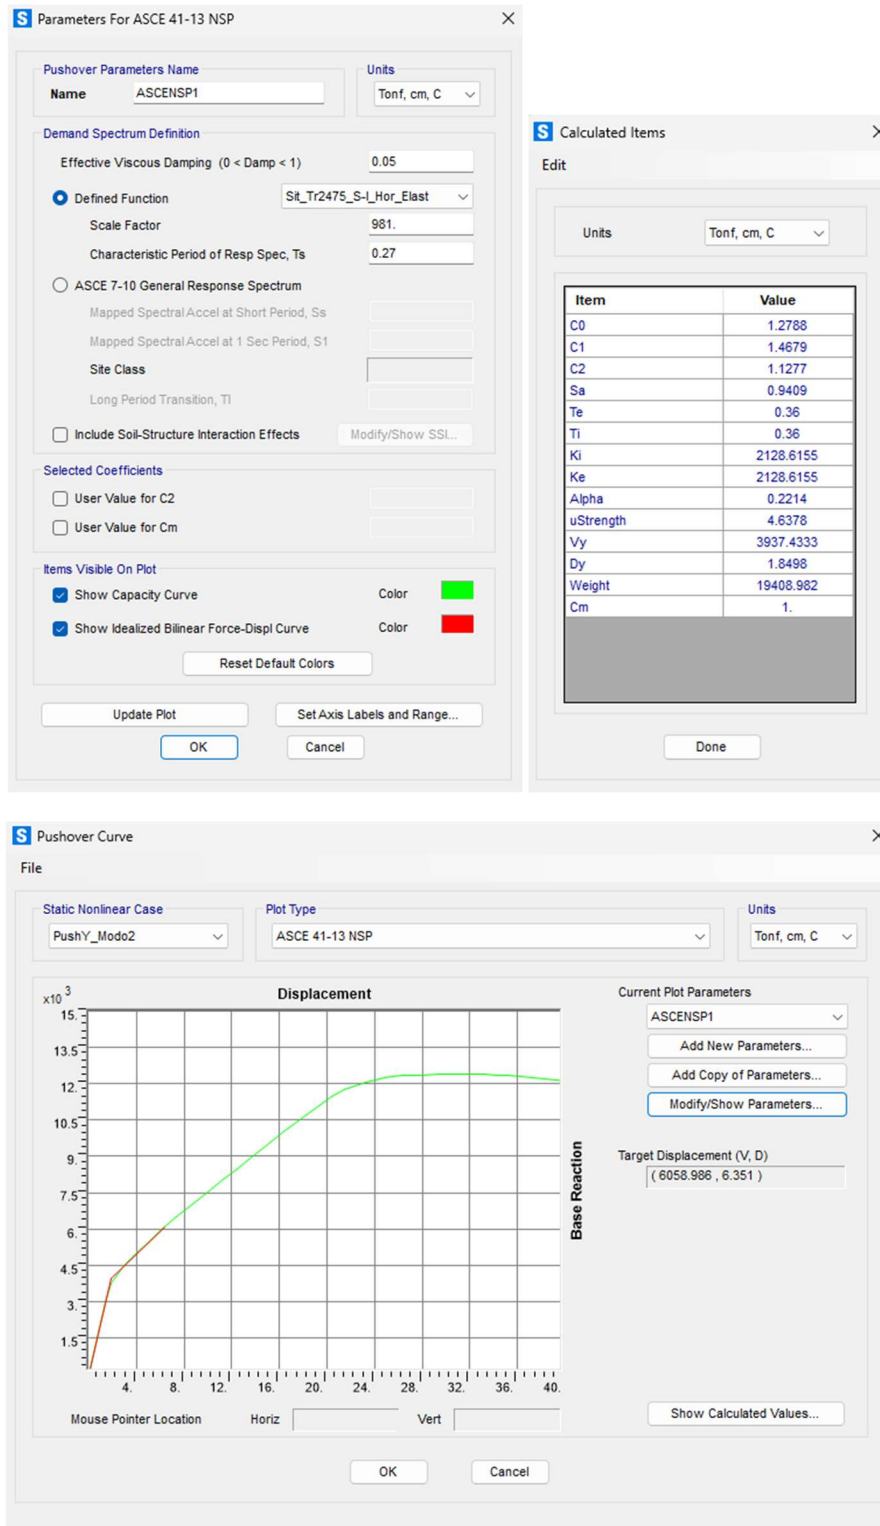 S Parameters For ASCE 41-13 NSP
Pushover Parameters Name
Name ASCENSP1
Units
Tonf, cm, C
Demand Spectrum Definition
Effective Viscous Damping (0 < Damp < 1) 0.05
Defined Function Sit_Tr2475_S-I_Hor_Elast
Scale Factor 981.
Characteristic Period of Resp Spec, Ts 0.27
ASCE 7-10 General Response Spectrum
Mapped Spectral Accel at Short Period, Ss
Mapped Spectral Accel at 1 Sec Period, S1
Site Class
Long Period Transition, Tl
Include Soil-Structure Interaction Effects Modify/Show SSI...
Selected Coefficients
User Value for C2
User Value for Cm
Items Visible On Plot
Show Capacity Curve Color
Show Idealized Bilinear Force-Displ Curve Color
Reset Default Colors
Update Plot Set Axis Labels and Range...
OK Cancel
S Calculated Items
Edit
Units Tonf, cm, C
Item Value
C0 1.2788
C1 1.4679
C2 1.1277
Sa 0.9409
Te 0.36
Ti 0.36
Ki 2128.6155
Ke 2128.6155
Alpha 0.2214
uStrength 4.6378
Vy 3937.4333
Dy 1.8498
Weight 19408.982
Cm 1.
Done
S Pushover Curve
File
Static Nonlinear Case
PushY_Modo2
Plot Type
ASCE 41-13 NSP
Units
Tonf, cm, C
x10 3
Displacement
15.
13.5
12.
10.5
9.
7.5
6.
4.5
3.
1.5
4. 8. 12. 16. 20. 24. 28. 32. 36. 40.
Base Reaction
Mouse Pointer Location Horiz Vert
Current Plot Parameters
ASCENSP1
Add New Parameters...
Add Copy of Parameters...
Modify/Show Parameters...
Target Displacement (V, D)
( 6058.986 , 6.351 )
Show Calculated Values...
OK Cancel